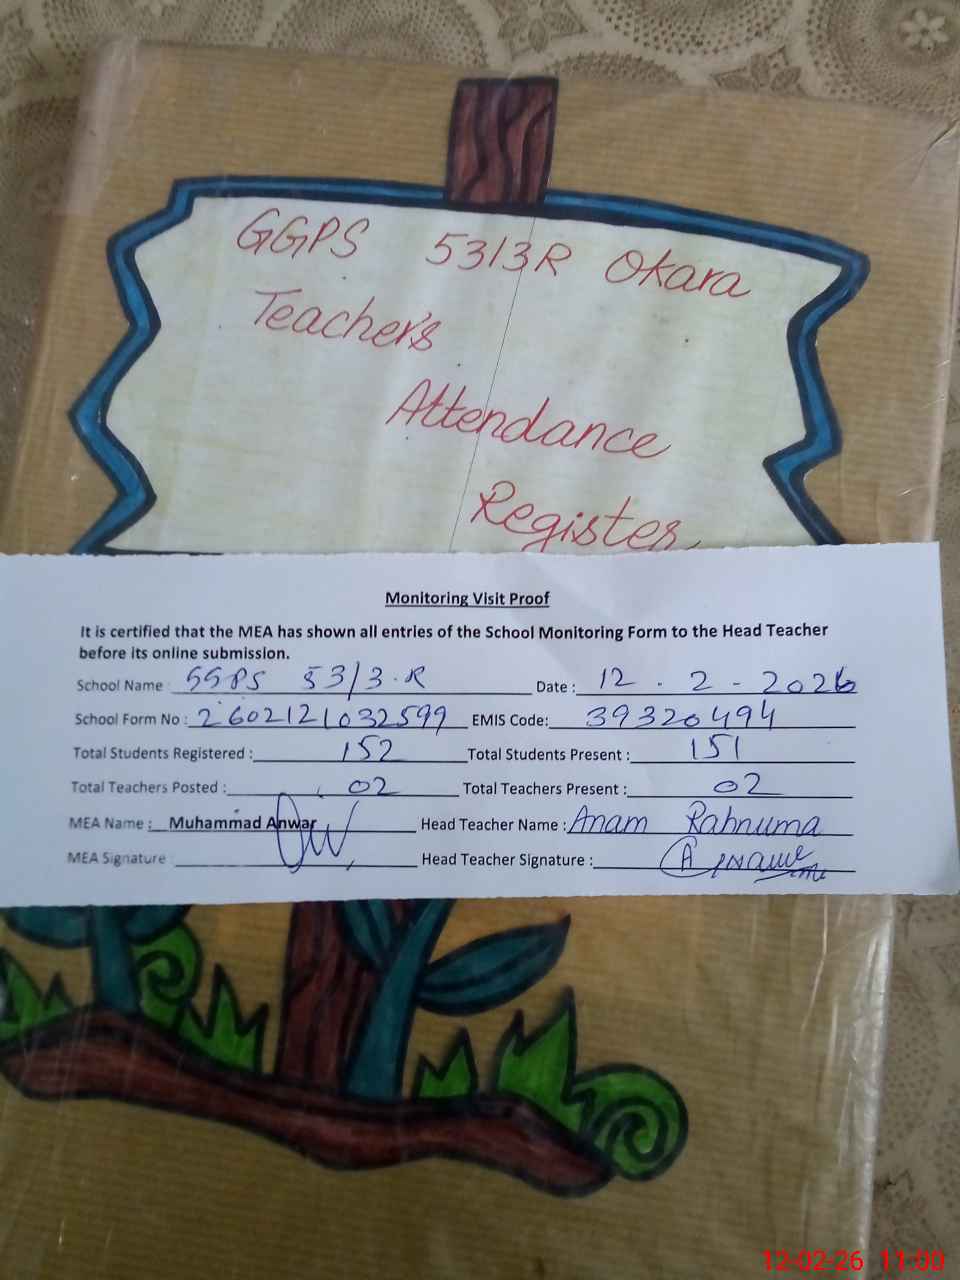 GGPS 53/3R Okara
Teacher's
Attendance
Register
Monitoring Visit Proof
It is certified that the MEA has shown all entries of the School Monitoring Form to the Head Teacher
before its online submission.
School Name : GGPS 53/3.R Date : 12 . 2 - 2026
School Form No : 2602121032599 EMIS Code: 39320494
Total Students Registered : 152 Total Students Present : 151
Total Teachers Posted : 02 Total Teachers Present : 02
MEA Name : Muhammad Anwar Head Teacher Name : Anam Rahnuma
MEA Signature : Head Teacher Signature :
12-02-26 11:00